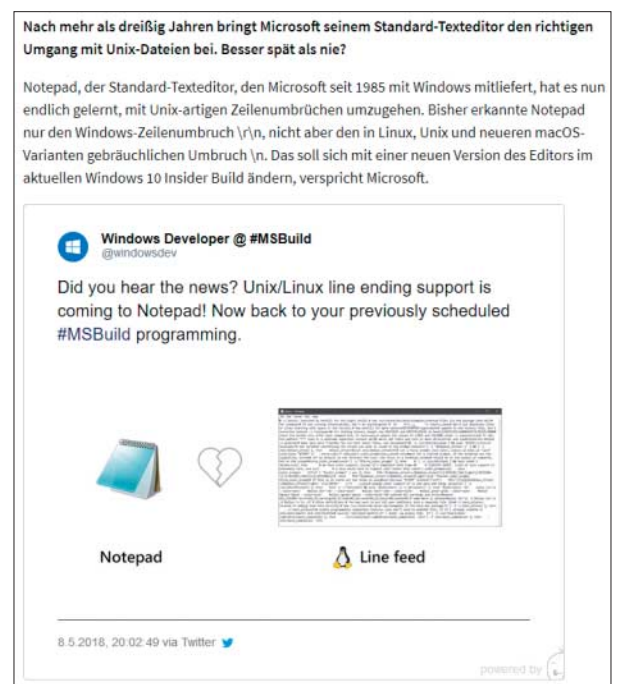 Nach mehr als dreißig Jahren bringt Microsoft seinem Standard-Texteditor den richtigen
Umgang mit Unix-Dateien bei. Besser spät als nie?
Notepad, der Standard-Texteditor, den Microsoft seit 1985 mit Windows mitliefert, hat es nun
endlich gelernt, mit Unix-artigen Zeilenumbrüchen umzugehen. Bisher erkannte Notepad
nur den Windows-Zeilenumbruch \r\n, nicht aber den in Linux, Unix und neueren macOS-
Varianten gebräuchlichen Umbruch \n. Das soll sich mit einer neuen Version des Editors im
aktuellen Windows 10 Insider Build ändern, verspricht Microsoft.
Windows Developer @ #MSBuild
@windowsdev
Did you hear the news? Unix/Linux line ending support is
coming to Notepad! Now back to your previously scheduled
#MSBuild programming.
Notepad
Line feed
8.5.2018, 20:02:49 via Twitter
powered by